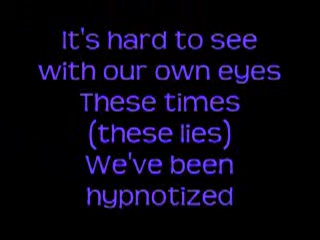 It's hard to see
with our own eyes
These times
(these lies)
We've been
hypnotized